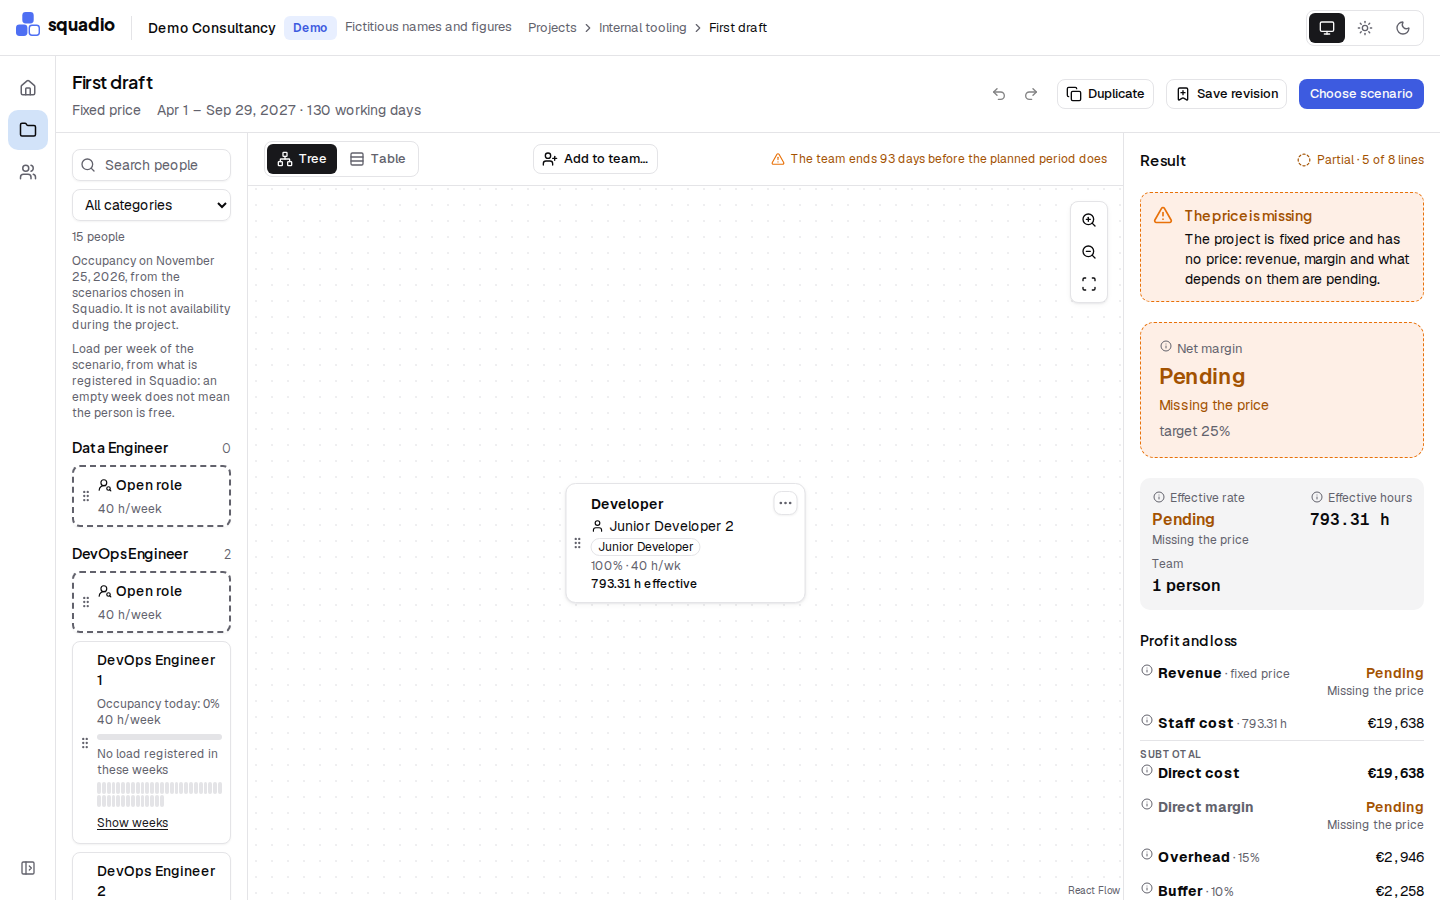 squadio
Demo Consultancy
Demo
Fictitious names and figures
Projects
Internal tooling
First draft
First draft
Fixed price
Apr 1 – Sep 29, 2027 · 130 working days
Duplicate
Save revision
Choose scenario
Search people
All categories
15 people
Occupancy on November
25, 2026, from the
scenarios chosen in
Squadio. It is not availability
during the project.
Load per week of the
scenario, from what is
registered in Squadio: an
empty week does not mean
the person is free.
Data Engineer 0
Open role
40 h/week
DevOps Engineer 2
Open role
40 h/week
DevOps Engineer
1
Occupancy today: 0%
40 h/week
No load registered in
these weeks
Show weeks
DevOps Engineer
2
Tree
Table
Add to team...
The team ends 93 days before the planned period does
Developer
Junior Developer 2
Junior Developer
100% · 40 h/wk
793.31 h effective
React Flow
Result
Partial · 5 of 8 lines
The price is missing
The project is fixed price and has
no price: revenue, margin and what
depends on them are pending.
Net margin
Pending
Missing the price
target 25%
Effective rate
Pending
Missing the price
Effective hours
793.31 h
Team
1 person
Profit and loss
Revenue · fixed price Pending
Missing the price
Staff cost · 793.31 h €19,638
SUBTOTAL
Direct cost €19,638
Direct margin Pending
Missing the price
Overhead · 15% €2,946
Buffer · 10% €2,258